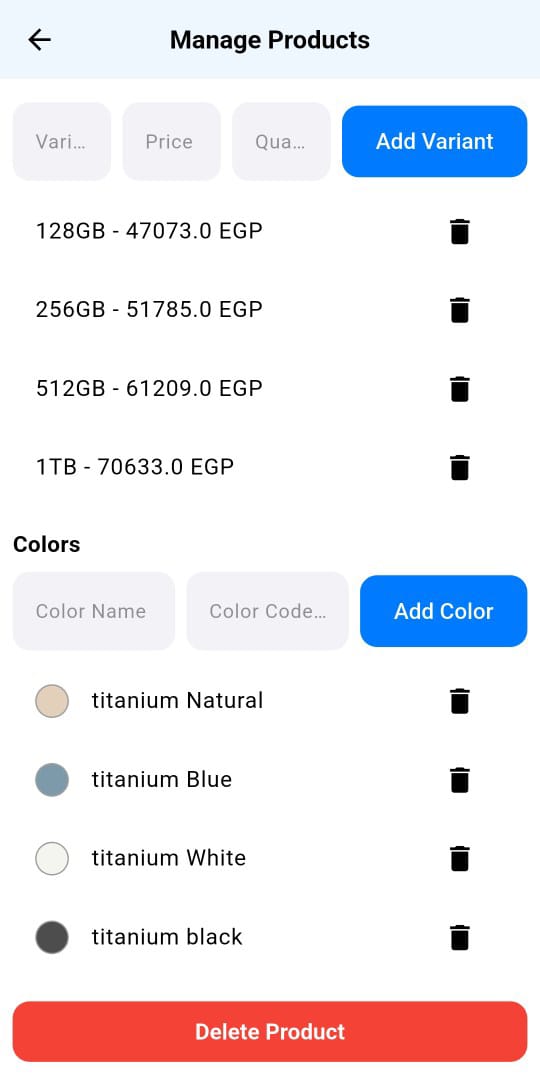 Manage Products
Vari... Price Qua... Add Variant
128GB - 47073.0 EGP
256GB - 51785.0 EGP
512GB - 61209.0 EGP
1TB - 70633.0 EGP
Colors
Color Name Color Code... Add Color
titanium Natural
titanium Blue
titanium White
titanium black
Delete Product